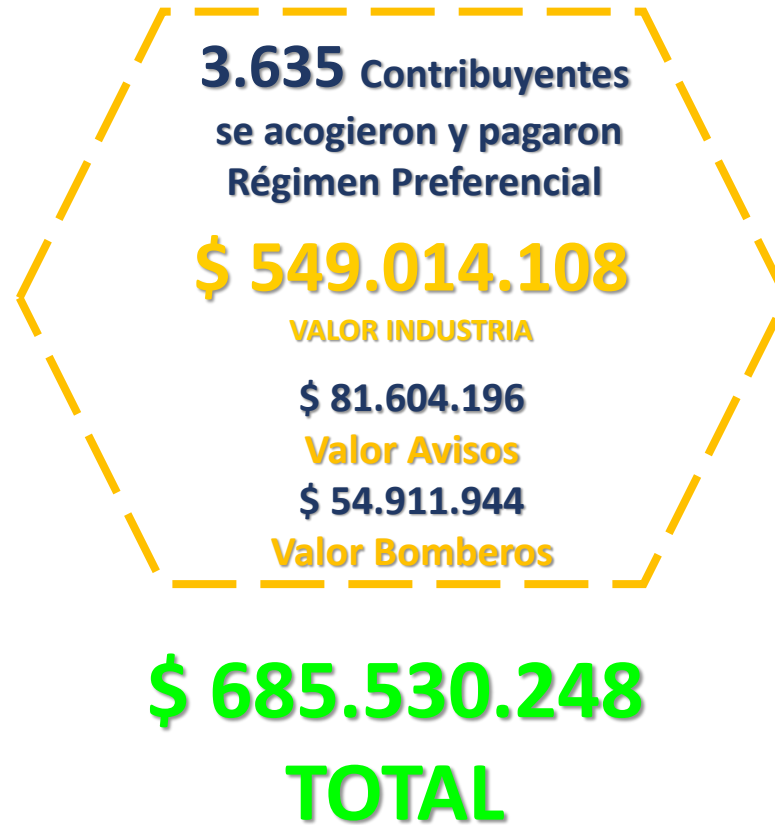 3.635 Contribuyentes
se acogieron y pagaron
Régimen Preferencial
$ 549.014.108
VALOR INDUSTRIA
$ 81.604.196
Valor Avisos
$ 54.911.944
Valor Bomberos
$ 685.530.248
TOTAL